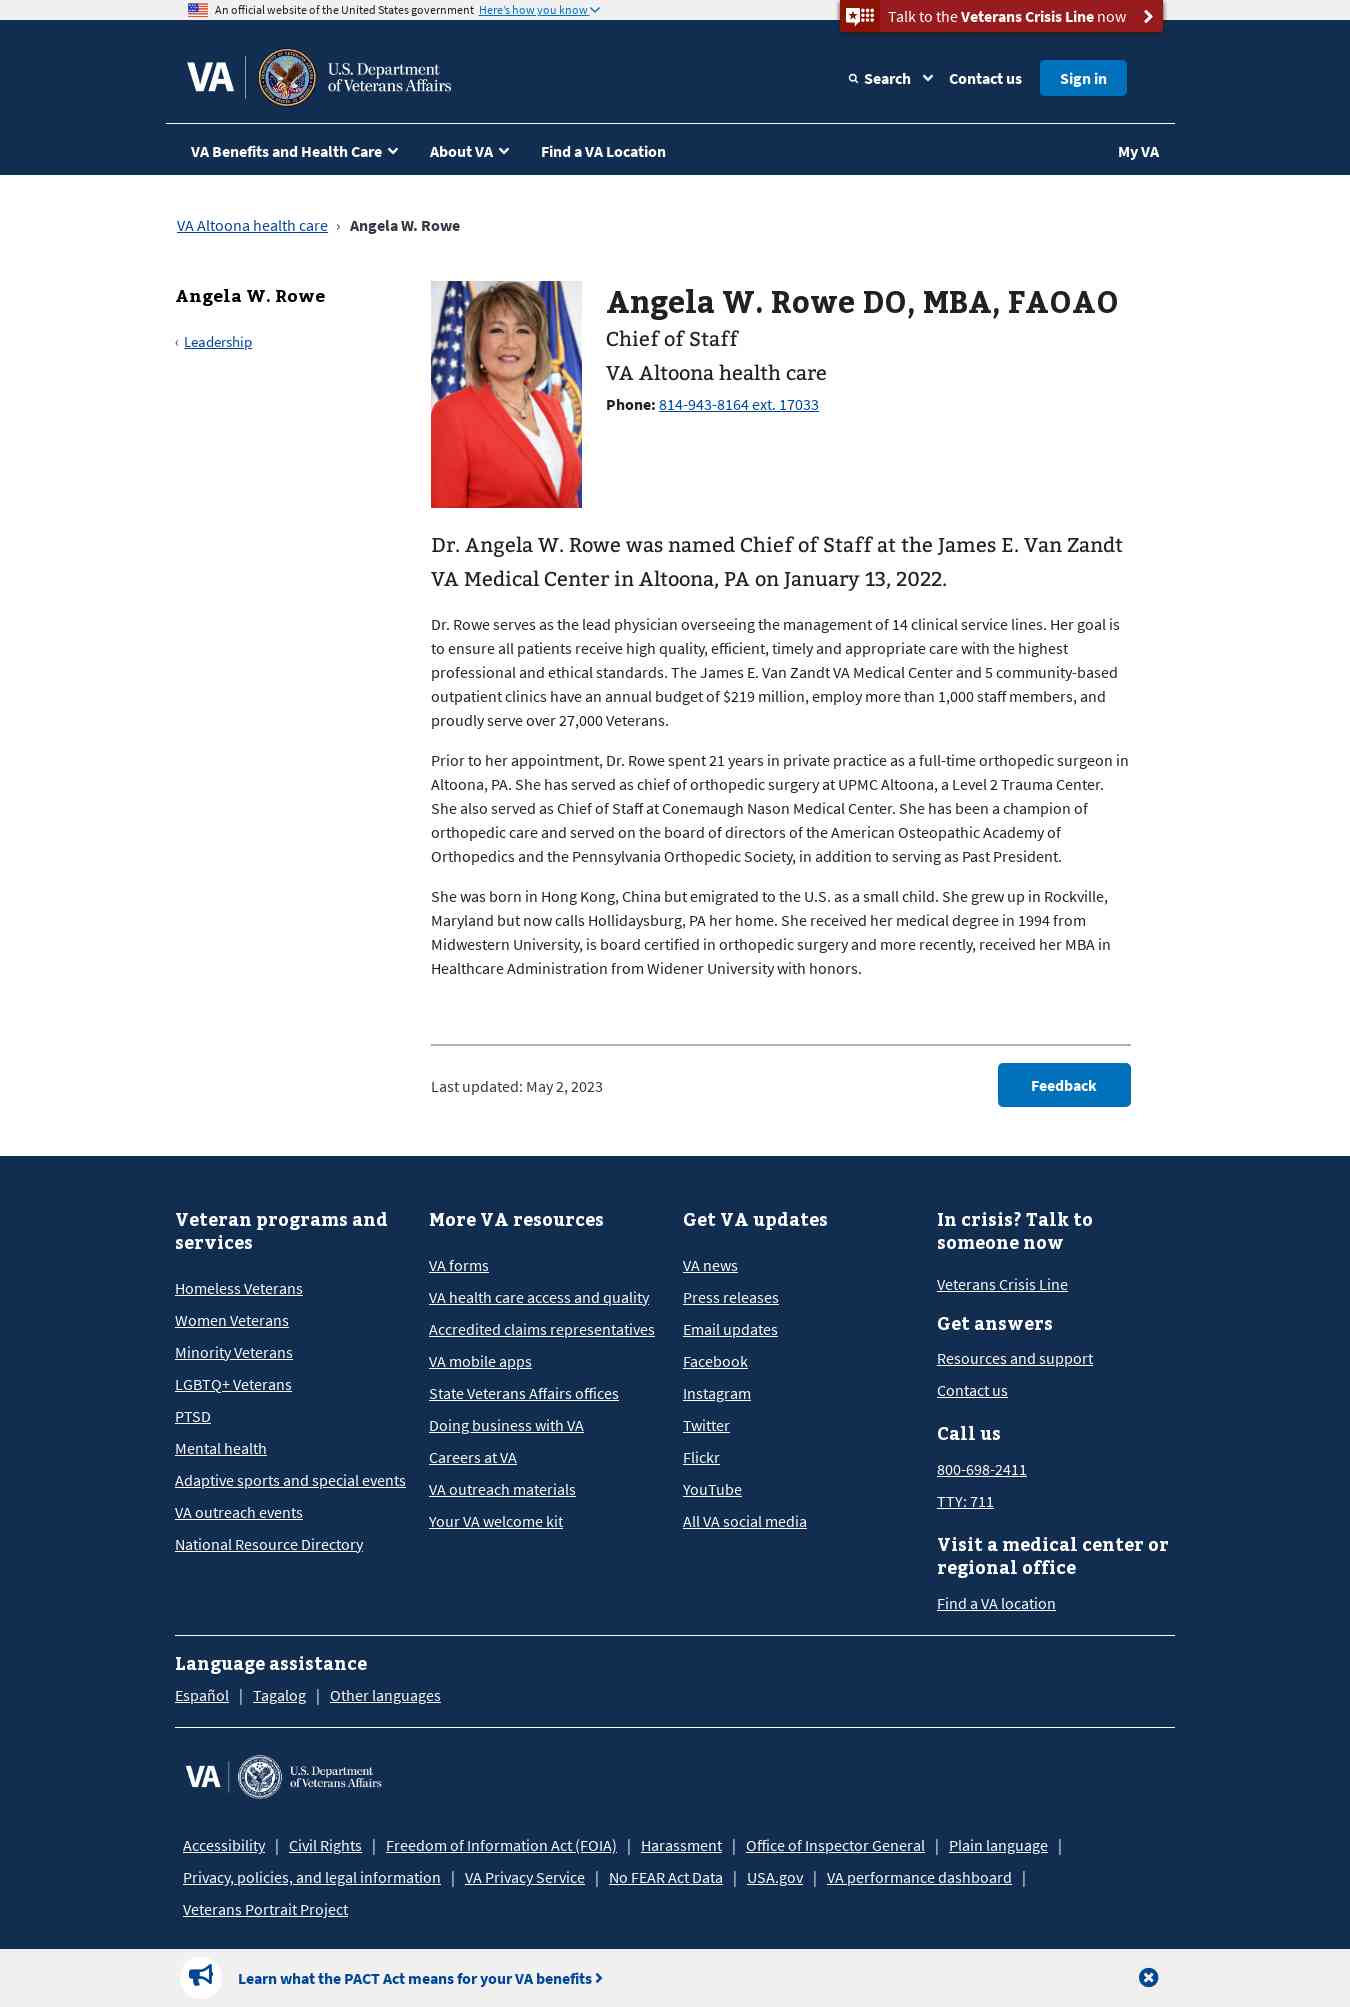 An official website of the United States government Here's how you know
Talk to the Veterans Crisis Line now
VA
U.S. Department
of Veterans Affairs
Search
Contact us
Sign in
VA Benefits and Health Care
About VA
Find a VA Location
My VA
VA Altoona health care › Angela W. Rowe
Angela W. Rowe
‹ Leadership
Angela W. Rowe DO, MBA, FAOAO
Chief of Staff
VA Altoona health care
Phone: 814-943-8164 ext. 17033
Dr. Angela W. Rowe was named Chief of Staff at the James E. Van Zandt
VA Medical Center in Altoona, PA on January 13, 2022.
Dr. Rowe serves as the lead physician overseeing the management of 14 clinical service lines. Her goal is
to ensure all patients receive high quality, efficient, timely and appropriate care with the highest
professional and ethical standards. The James E. Van Zandt VA Medical Center and 5 community-based
outpatient clinics have an annual budget of $219 million, employ more than 1,000 staff members, and
proudly serve over 27,000 Veterans.
Prior to her appointment, Dr. Rowe spent 21 years in private practice as a full-time orthopedic surgeon in
Altoona, PA. She has served as chief of orthopedic surgery at UPMC Altoona, a Level 2 Trauma Center.
She also served as Chief of Staff at Conemaugh Nason Medical Center. She has been a champion of
orthopedic care and served on the board of directors of the American Osteopathic Academy of
Orthopedics and the Pennsylvania Orthopedic Society, in addition to serving as Past President.
She was born in Hong Kong, China but emigrated to the U.S. as a small child. She grew up in Rockville,
Maryland but now calls Hollidaysburg, PA her home. She received her medical degree in 1994 from
Midwestern University, is board certified in orthopedic surgery and more recently, received her MBA in
Healthcare Administration from Widener University with honors.
Last updated: May 2, 2023
Feedback
Veteran programs and
services
Homeless Veterans
Women Veterans
Minority Veterans
LGBTQ+ Veterans
PTSD
Mental health
Adaptive sports and special events
VA outreach events
National Resource Directory
More VA resources
VA forms
VA health care access and quality
Accredited claims representatives
VA mobile apps
State Veterans Affairs offices
Doing business with VA
Careers at VA
VA outreach materials
Your VA welcome kit
Get VA updates
VA news
Press releases
Email updates
Facebook
Instagram
Twitter
Flickr
YouTube
All VA social media
In crisis? Talk to
someone now
Veterans Crisis Line
Get answers
Resources and support
Contact us
Call us
800-698-2411
TTY: 711
Visit a medical center or
regional office
Find a VA location
Language assistance
Español | Tagalog | Other languages
VA
U.S. Department
of Veterans Affairs
Accessibility | Civil Rights | Freedom of Information Act (FOIA) | Harassment | Office of Inspector General | Plain language |
Privacy, policies, and legal information | VA Privacy Service | No FEAR Act Data | USA.gov | VA performance dashboard |
Veterans Portrait Project
Learn what the PACT Act means for your VA benefits